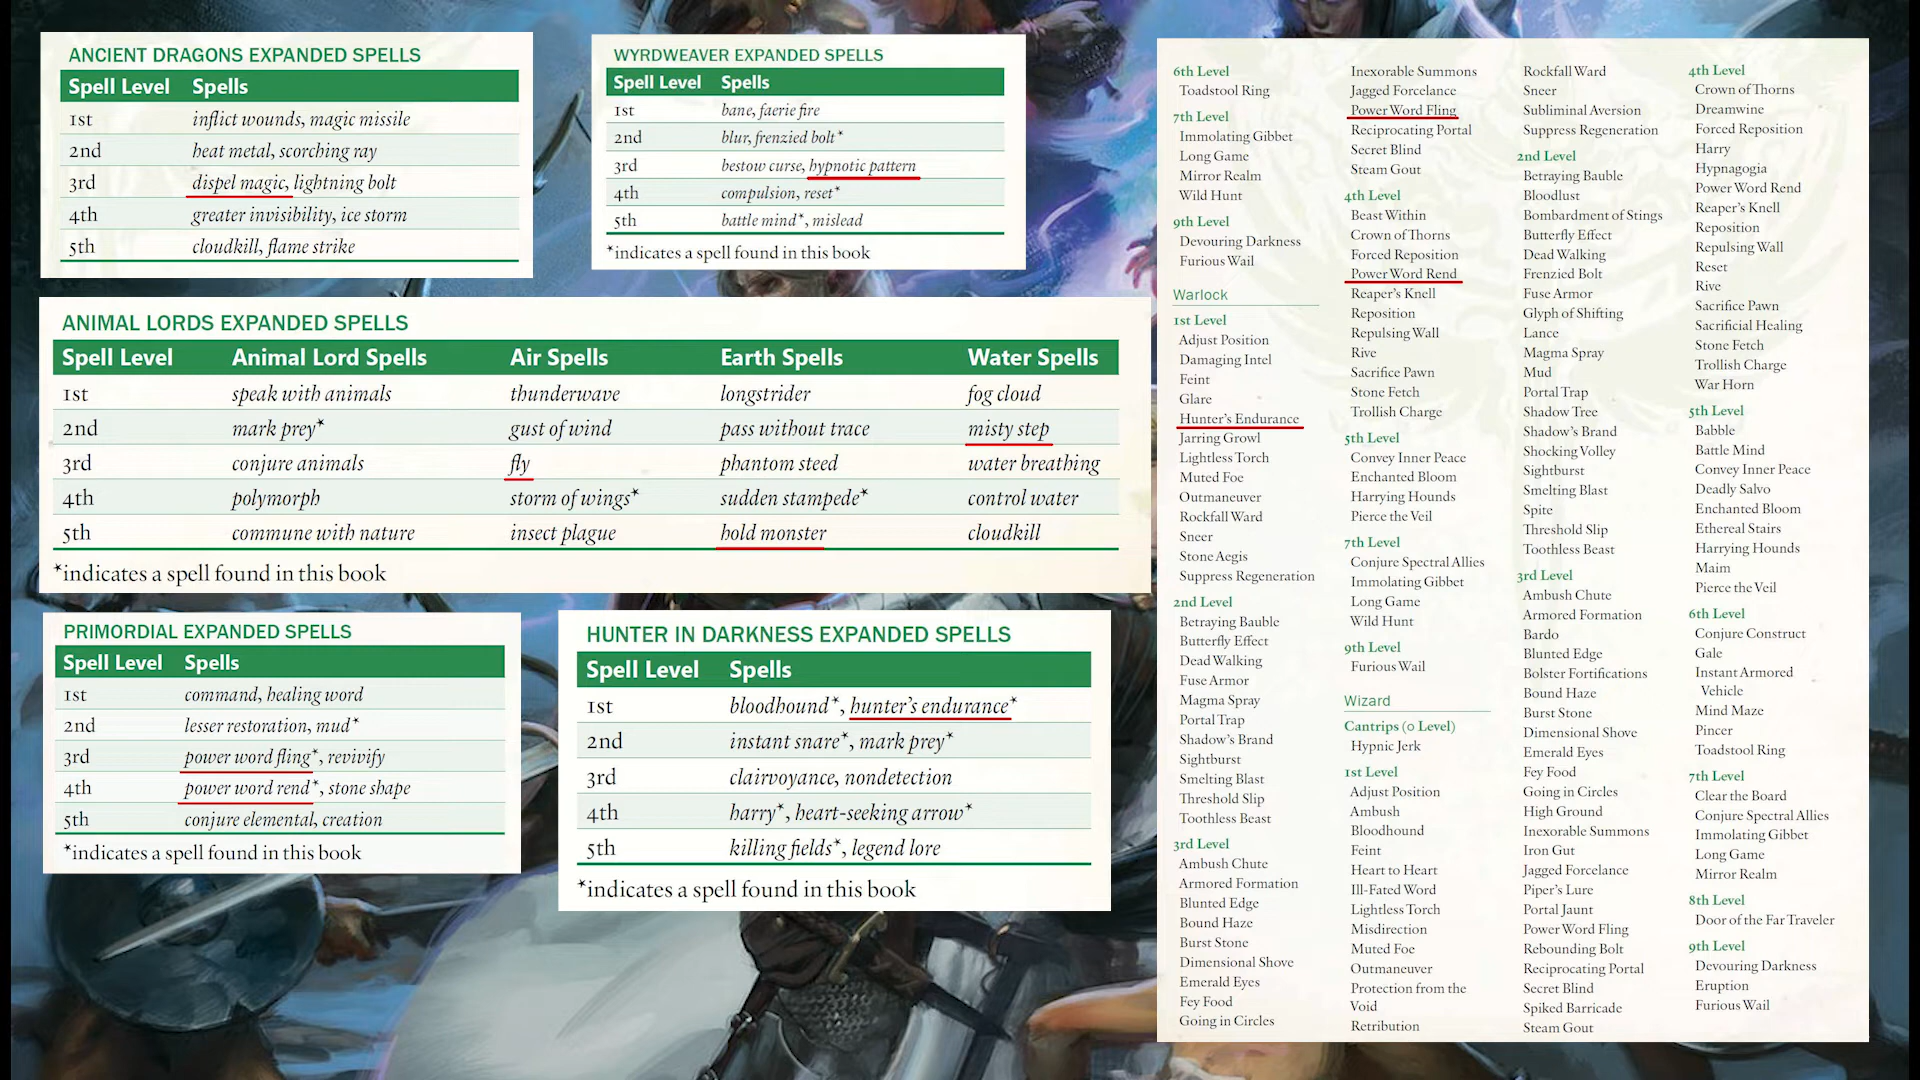 ANCIENT DRAGONS EXPANDED SPELLS
Spell Level Spells
1st inflict wounds, magic missile
2nd heat metal, scorching ray
3rd dispel magic, lightning bolt
4th greater invisibility, ice storm
5th cloudkill, flame strike
WYRDWEAVER EXPANDED SPELLS
Spell Level Spells
1st bane, faerie fire
2nd blur, frenzied bolt*
3rd bestow curse, hypnotic pattern
4th compulsion, reset*
5th battle mind*, mislead
*indicates a spell found in this book
ANIMAL LORDS EXPANDED SPELLS
Spell Level Animal Lord Spells Air Spells Earth Spells Water Spells
1st speak with animals thunderwave longstrider fog cloud
2nd mark prey* gust of wind pass without trace misty step
3rd conjure animals fly phantom steed water breathing
4th polymorph storm of wings* sudden stampede* control water
5th commune with nature insect plague hold monster cloudkill
*indicates a spell found in this book
PRIMORDIAL EXPANDED SPELLS
Spell Level Spells
1st command, healing word
2nd lesser restoration, mud*
3rd power word fling*, revivify
4th power word rend*, stone shape
5th conjure elemental, creation
*indicates a spell found in this book
HUNTER IN DARKNESS EXPANDED SPELLS
Spell Level Spells
1st bloodhound*, hunter's endurance*
2nd instant snare*, mark prey*
3rd clairvoyance, nondetection
4th harry*, heart-seeking arrow*
5th killing fields*, legend lore
*indicates a spell found in this book
6th Level
Toadstool Ring
7th Level
Immolating Gibbet
Long Game
Mirror Realm
Wild Hunt
9th Level
Devouring Darkness
Furious Wail
Warlock
1st Level
Adjust Position
Damaging Intel
Feint
Glare
Hunter's Endurance
Jarring Growl
Lightless Torch
Muted Foe
Outmaneuver
Rockfall Ward
Sneer
Stone Aegis
Suppress Regeneration
2nd Level
Betraying Bauble
Butterfly Effect
Dead Walking
Fuse Armor
Magma Spray
Portal Trap
Shadow's Brand
Sightburst
Smelting Blast
Threshold Slip
Toothless Beast
3rd Level
Ambush Chute
Armored Formation
Blunted Edge
Bound Haze
Burst Stone
Dimensional Shove
Emerald Eyes
Fey Food
Going in Circles
Inexorable Summons
Jagged Forcelance
Power Word Fling
Reciprocating Portal
Secret Blind
Steam Gout
4th Level
Beast Within
Crown of Thorns
Forced Reposition
Power Word Rend
Reaper's Knell
Reposition
Repulsing Wall
Rive
Sacrifice Pawn
Stone Fetch
Trollish Charge
5th Level
Convey Inner Peace
Enchanted Bloom
Harrying Hounds
Pierce the Veil
7th Level
Conjure Spectral Allies
Immolating Gibbet
Long Game
Wild Hunt
9th Level
Furious Wail
Wizard
Cantrips (0 Level)
Hypnic Jerk
1st Level
Adjust Position
Ambush
Bloodhound
Feint
Heart to Heart
Ill-Fated Word
Lightless Torch
Misdirection
Muted Foe
Outmaneuver
Protection from the
Void
Retribution
Rockfall Ward
Sneer
Subliminal Aversion
Suppress Regeneration
2nd Level
Betraying Bauble
Bloodlust
Bombardment of Stings
Butterfly Effect
Dead Walking
Frenzied Bolt
Fuse Armor
Glyph of Shifting
Lance
Magma Spray
Mud
Portal Trap
Shadow Tree
Shadow's Brand
Shocking Volley
Sightburst
Smelting Blast
Spite
Threshold Slip
Toothless Beast
3rd Level
Ambush Chute
Armored Formation
Bardo
Blunted Edge
Bolster Fortifications
Bound Haze
Burst Stone
Dimensional Shove
Emerald Eyes
Fey Food
Going in Circles
High Ground
Inexorable Summons
Iron Gut
Jagged Forcelance
Piper's Lure
Portal Jaunt
Power Word Fling
Rebounding Bolt
Reciprocating Portal
Secret Blind
Spiked Barricade
Steam Gout
4th Level
Crown of Thorns
Dreamwine
Forced Reposition
Harry
Hypnagogia
Power Word Rend
Reaper's Knell
Reposition
Repulsing Wall
Reset
Rive
Sacrifice Pawn
Sacrificial Healing
Stone Fetch
Trollish Charge
War Horn
5th Level
Babble
Battle Mind
Convey Inner Peace
Deadly Salvo
Enchanted Bloom
Ethereal Stairs
Harrying Hounds
Maim
Pierce the Veil
6th Level
Conjure Construct
Gale
Instant Armored
Vehicle
Mind Maze
Pincer
Toadstool Ring
7th Level
Clear the Board
Conjure Spectral Allies
Immolating Gibbet
Long Game
Mirror Realm
8th Level
Door of the Far Traveler
9th Level
Devouring Darkness
Eruption
Furious Wail